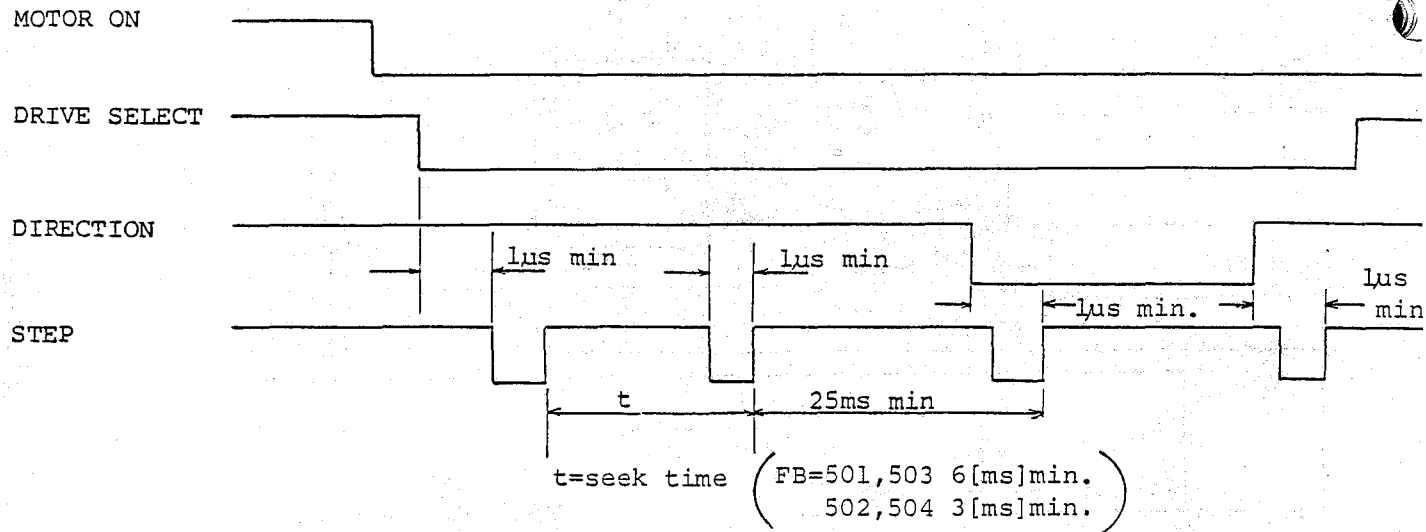 MOTOR ON
DRIVE SELECT
DIRECTION
1µs min
1µs min
1µs min.
1µs
min
STEP
t
25ms min
t=seek time
FB=501,503 6[ms]min.
502,504 3[ms]min.